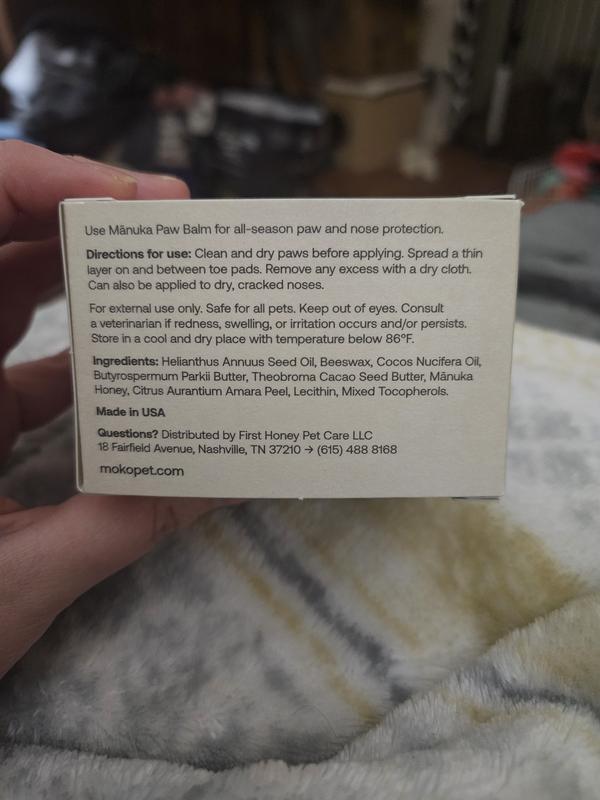 Use Mānuka Paw Balm for all-season paw and nose protection.
Directions for use: Clean and dry paws before applying. Spread a thin
layer on and between toe pads. Remove any excess with a dry cloth.
Can also be applied to dry, cracked noses.
For external use only. Safe for all pets. Keep out of eyes. Consult
a veterinarian if redness, swelling, or irritation occurs and/or persists.
Store in a cool and dry place with temperature below 86°F.
Ingredients: Helianthus Annuus Seed Oil, Beeswax, Cocos Nucifera Oil,
Butyrospermum Parkii Butter, Theobroma Cacao Seed Butter, Mānuka
Honey, Citrus Aurantium Amara Peel, Lecithin, Mixed Tocopherols.
Made in USA
Questions? Distributed by First Honey Pet Care LLC
18 Fairfield Avenue, Nashville, TN 37210 → (615) 488 8168
mokopet.com